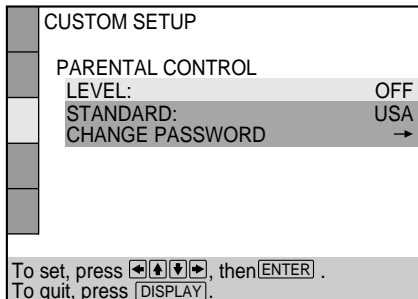 CUSTOM SETUP
PARENTAL CONTROL
LEVEL: OFF
STANDARD: USA
CHANGE PASSWORD →
To set, press ←↑↓→, then ENTER .
To quit, press DISPLAY.